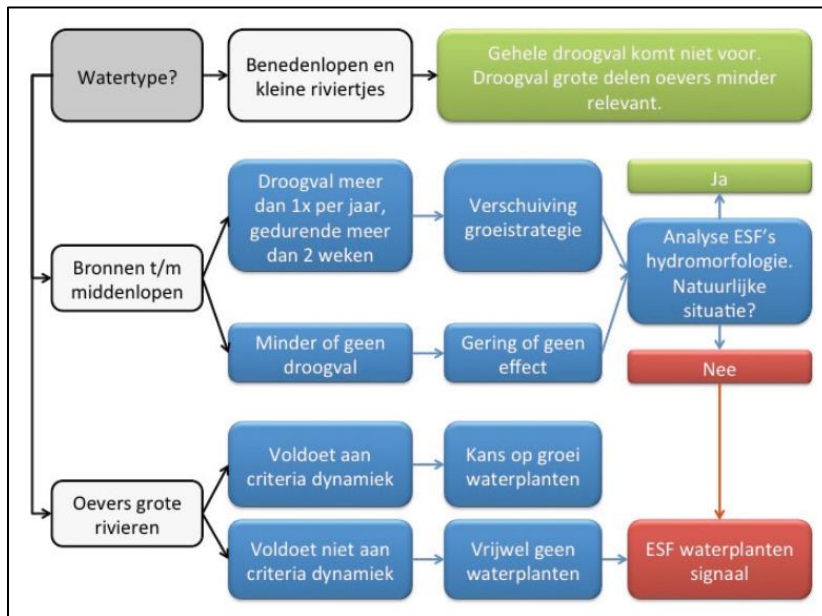 Watertype?
Benedenlopen en
kleine riviertjes
Gehele droogval komt niet voor.
Droogval grote delen oevers minder
relevant.
Bronnen t/m
middenlopen
Droogval meer
dan 1x per jaar,
gedurende meer
dan 2 weken
Verschuiving
groeistrategie
Ja
Analyse ESF's
hydromorfologie.
Natuurlijke
situatie?
Minder of geen
droogval
Gering of geen
effect
Nee
Oevers grote
rivieren
Voldoet aan
criteria dynamiek
Kans op groei
waterplanten
Voldoet niet aan
criteria dynamiek
Vrijwel geen
waterplanten
ESF waterplanten
signaal